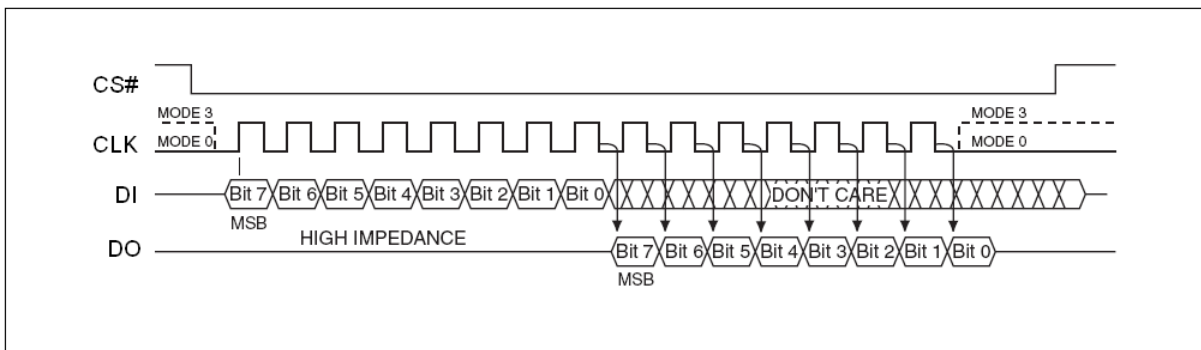 CS#
MODE 3
MODE 3
CLK
MODE 0
MODE 0
DI
Bit 7 Bit 6 Bit 5 Bit 4 Bit 3 Bit 2 Bit 1 Bit 0 DON'T CARE
MSB
HIGH IMPEDANCE
DO
Bit 7 Bit 6 Bit 5 Bit 4 Bit 3 Bit 2 Bit 1 Bit 0
MSB